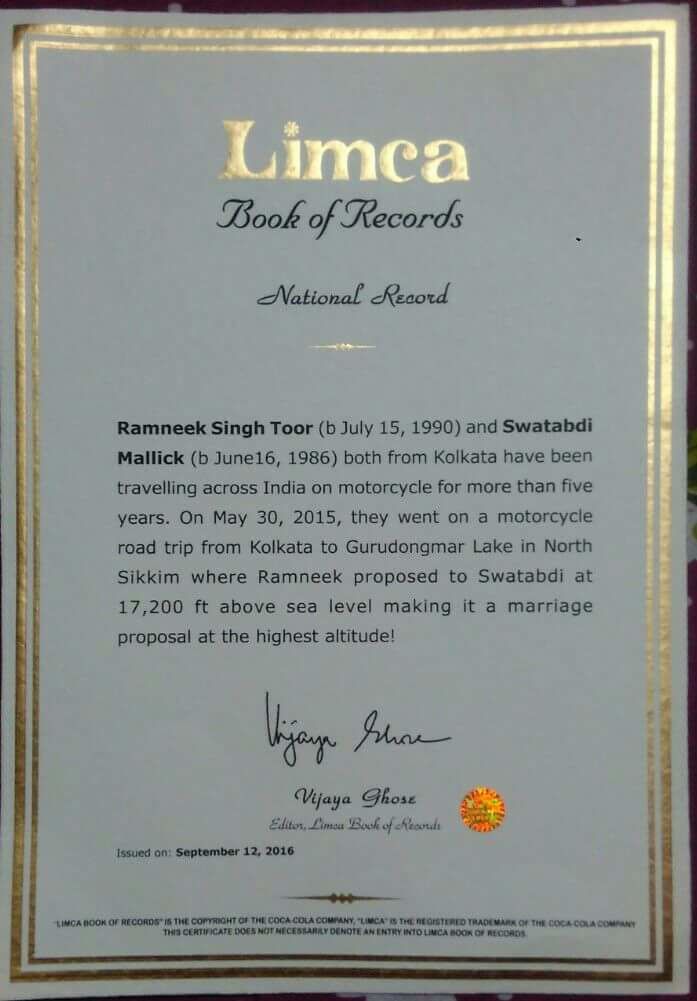 Limca
Book of Records
National Record
Ramneek Singh Toor (b July 15, 1990) and Swatabdi
Mallick (b June16, 1986) both from Kolkata have been
travelling across India on motorcycle for more than five
years. On May 30, 2015, they went on a motorcycle
road trip from Kolkata to Gurudongmar Lake in North
Sikkim where Ramneek proposed to Swatabdi at
17,200 ft above sea level making it a marriage
proposal at the highest altitude!
Vijaya Ghose
Vijaya Ghose
Editor, Limca Book of Records
Issued on: September 12, 2016
"LIMCA BOOK OF RECORDS" IS THE COPYRIGHT OF THE COCA-COLA COMPANY, "LIMCA" IS THE REGISTERED TRADEMARK OF THE COCA-COLA COMPANY
THIS CERTIFICATE DOES NOT NECESSARILY DENOTE AN ENTRY INTO LIMCA BOOK OF RECORDS.